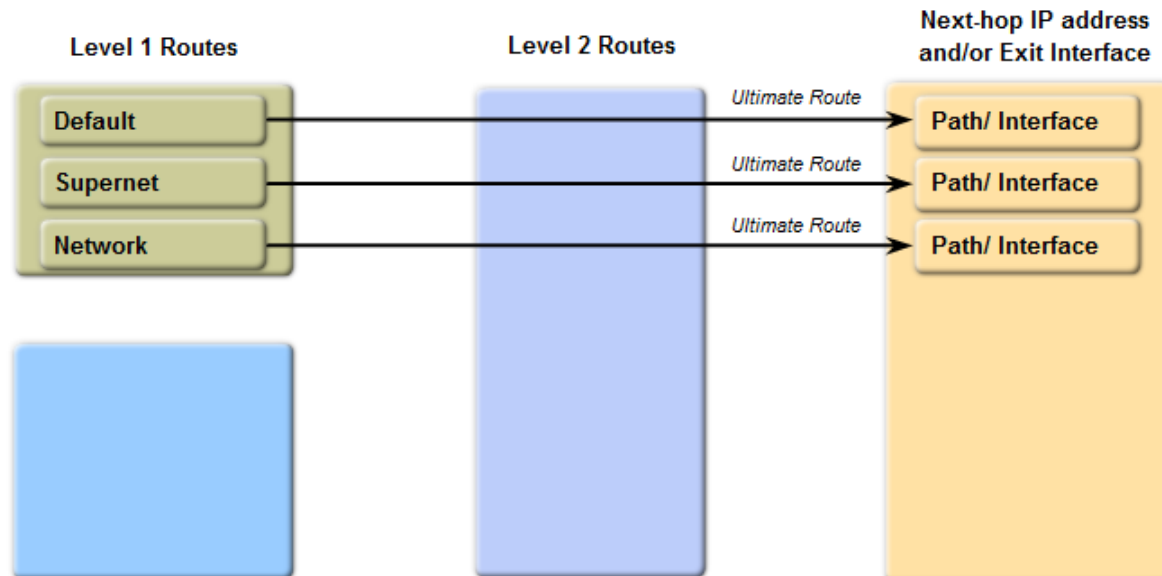 Level 1 Routes
Level 2 Routes
Next-hop IP address
and/or Exit Interface
Default
Ultimate Route
Path/ Interface
Supernet
Ultimate Route
Path/ Interface
Network
Ultimate Route
Path/ Interface